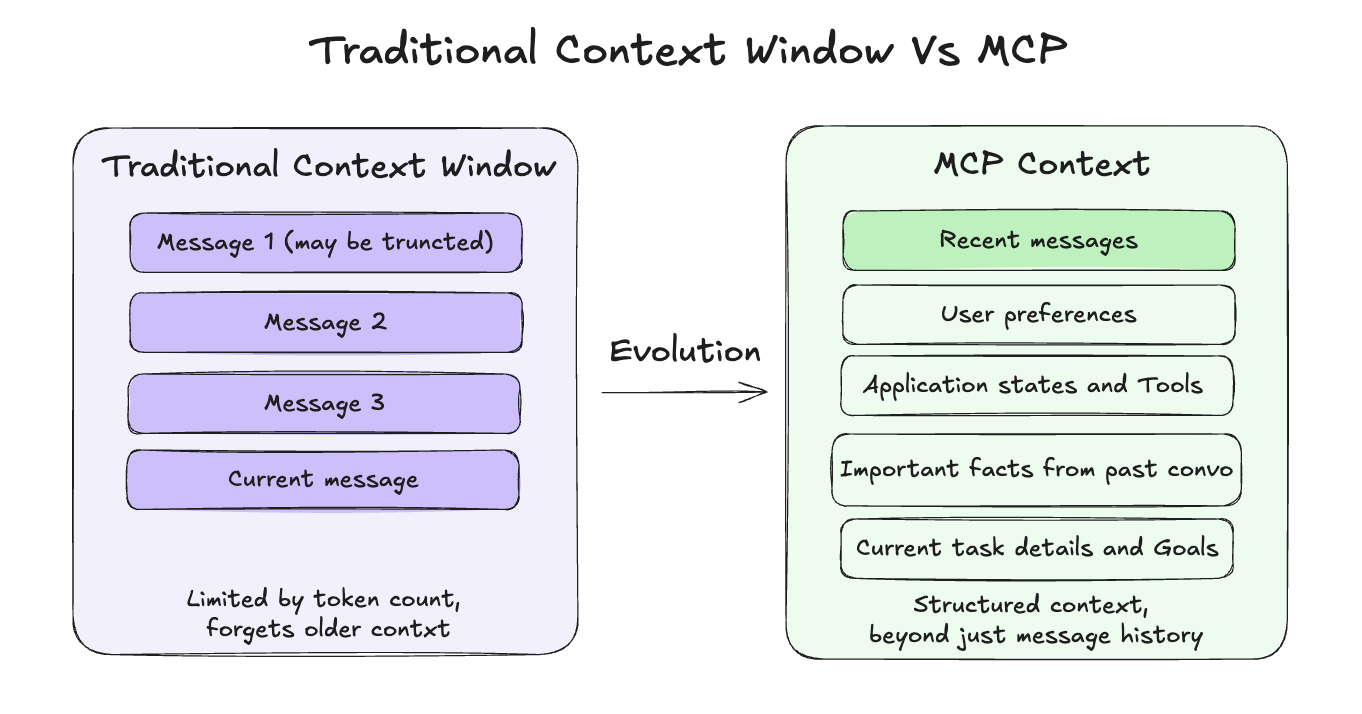 Traditional Context Window Vs MCP
Traditional Context Window
Message 1 (may be truncted)
Message 2
Message 3
Current message
Limited by token count,
forgets older contxt
Evolution
MCP Context
Recent messages
User preferences
Application states and Tools
Important facts from past convo
Current task details and Goals
Structured context,
beyond just message history